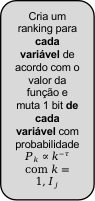 Cria um
ranking para
cada
variável de
acordo com o
valor da
função e
muta 1 bit de
cada
variável com
probabilidade
P_k ∝ k^{-τ}
com k =
1, I_j